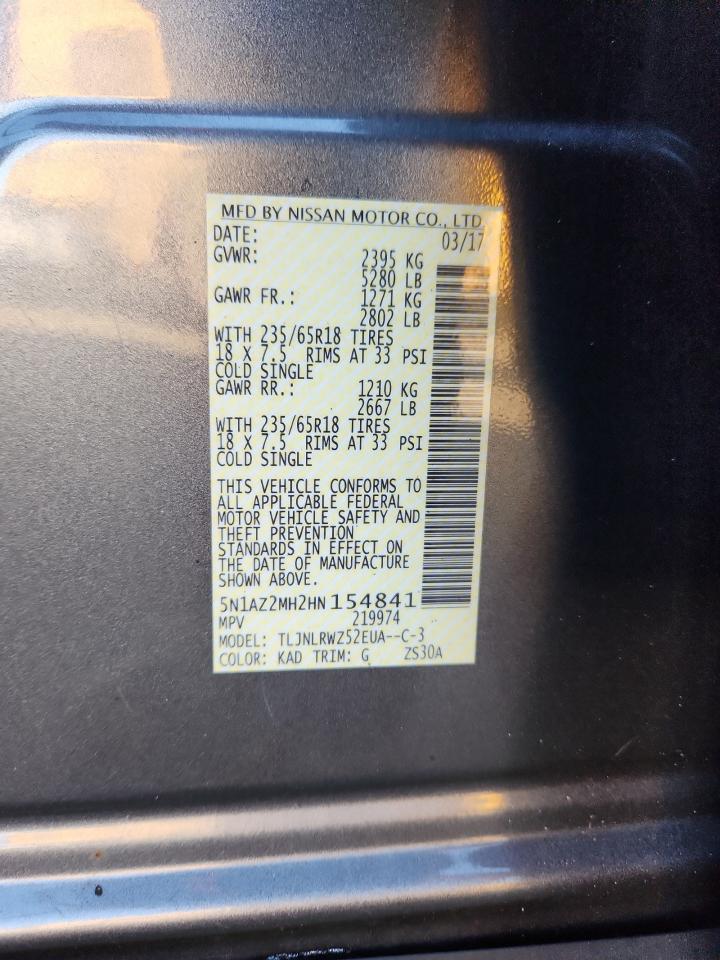 MFD BY NISSAN MOTOR CO., LTD
DATE: 03/17
GVWR: 2395 KG
5280 LB
GAWR FR.: 1271 KG
2802 LB
WITH 235/65R18 TIRES
18 X 7.5 RIMS AT 33 PSI
COLD SINGLE
GAWR RR.: 1210 KG
2667 LB
WITH 235/65R18 TIRES
18 X 7.5 RIMS AT 33 PSI
COLD SINGLE
THIS VEHICLE CONFORMS TO
ALL APPLICABLE FEDERAL
MOTOR VEHICLE SAFETY AND
THEFT PREVENTION
STANDARDS IN EFFECT ON
THE DATE OF MANUFACTURE
SHOWN ABOVE.
5N1AZ2MH2HN154841
MPV 219974
MODEL: TLJNLRWZ52EUA--C-3
COLOR: KAD TRIM: G ZS30A